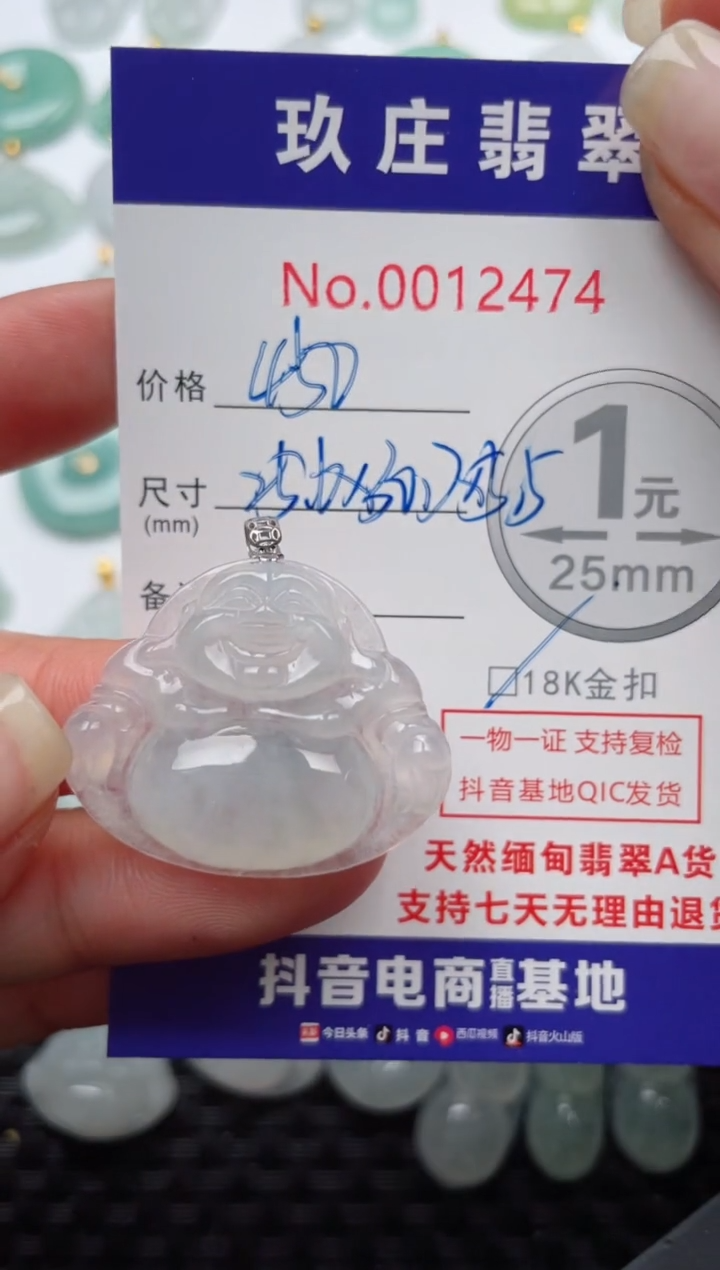 玖庄翡翠
No.0012474
价格
尺寸
(mm)
1元
25mm
备
18K金扣
一物一证 支持复检
抖音基地QIC发货
天然缅甸翡翠A货
支持七天无理由退货
抖音电商直播基地
今日头条 抖音 西瓜视频 抖音火山版